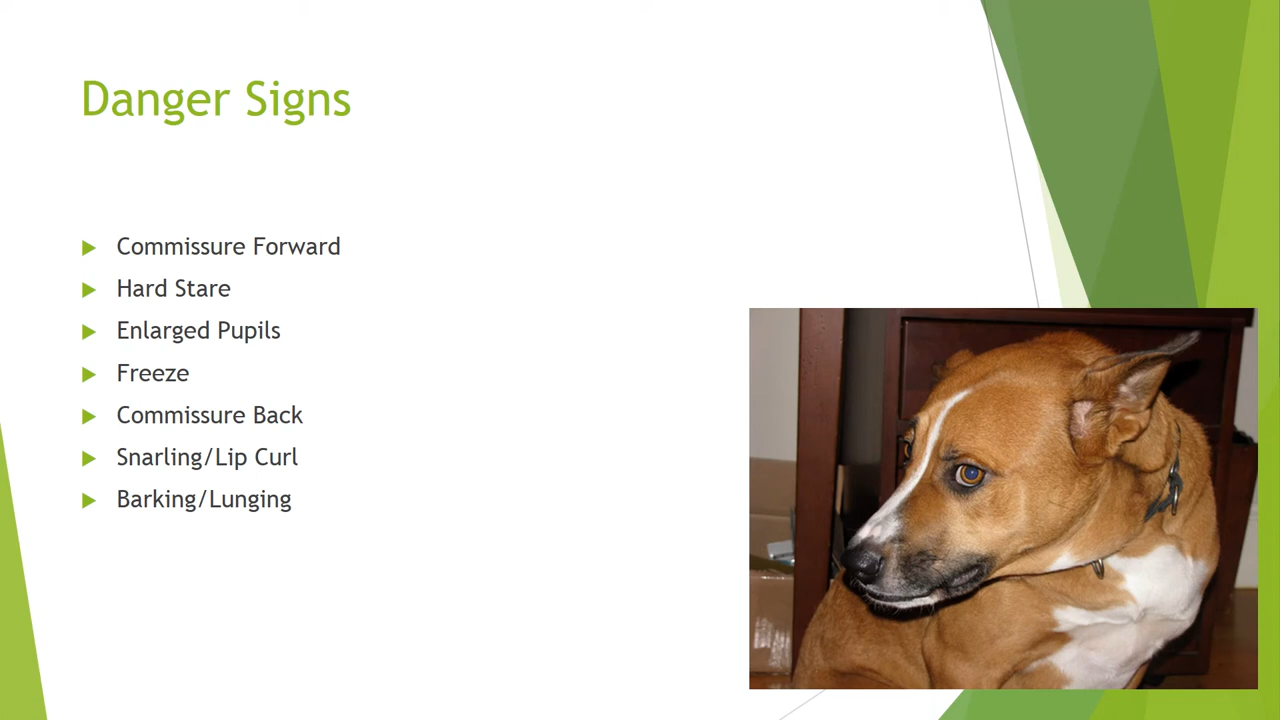 Danger Signs
Commissure Forward
Hard Stare
Enlarged Pupils
Freeze
Commissure Back
Snarling/Lip Curl
Barking/Lunging